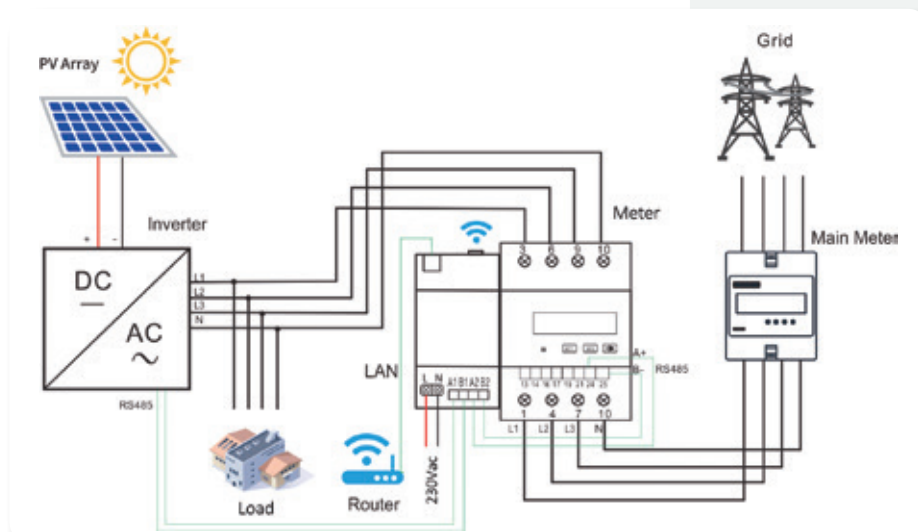 Grid
PV Array
Meter
Inverter
Main Meter
3 6 9 10
+ -
DC
AC
L1
L2
L3
N
LAN
L N A1 B1 A2 B2
A+
B-
RS485
13 14 16 17 19 21 24 25
1 4 7 10
L1 L2 L3 N
RS485
230Vac
Load
Router